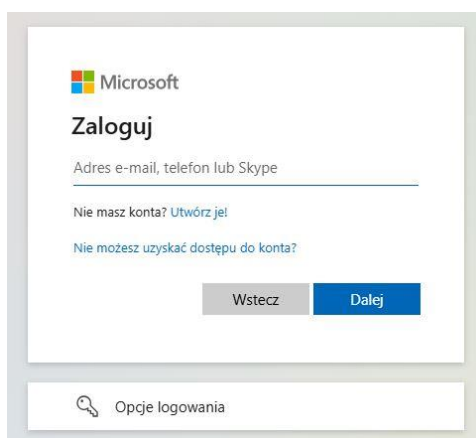 Microsoft
Zaloguj
Adres e-mail, telefon lub Skype
Nie masz konta? Utwórz je!
Nie możesz uzyskać dostępu do konta?
Wstecz Dalej
Opcje logowania